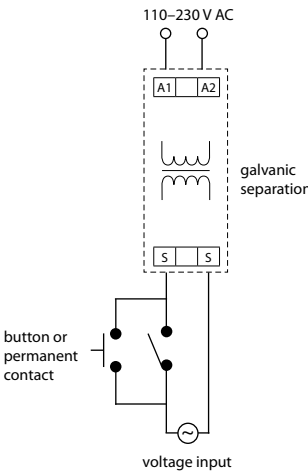 110–230 V AC
A1 A2
galvanic
separation
S S
button or
permanent
contact
~
voltage input